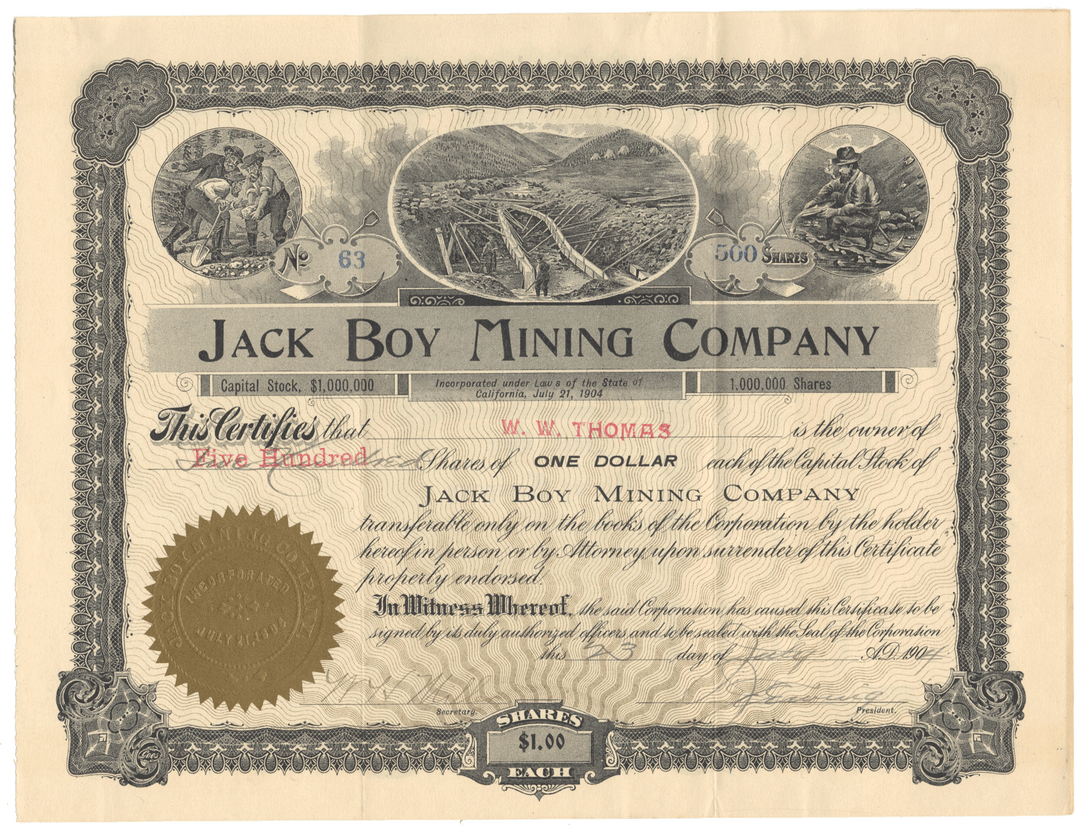 No 63
500 SHARES
JACK BOY MINING COMPANY
Capital Stock, $1,000,000
Incorporated under Laws of the State of
California, July 21, 1904
1,000,000 Shares
This Certifies that W. W. THOMAS is the owner of
Five Hundred Shares of ONE DOLLAR each of the Capital Stock of
JACK BOY MINING COMPANY
transferable only on the books of the Corporation by the holder
hereof in person or by Attorney upon surrender of this Certificate
properly endorsed.
In Witness Whereof, the said Corporation has caused this Certificate to be
signed by its duly authorized officers and to be sealed with the Seal of the Corporation
this 23 day of July A.D. 1904
INCORPORATED
Secretary.
President.
SHARES
$1.00
EACH